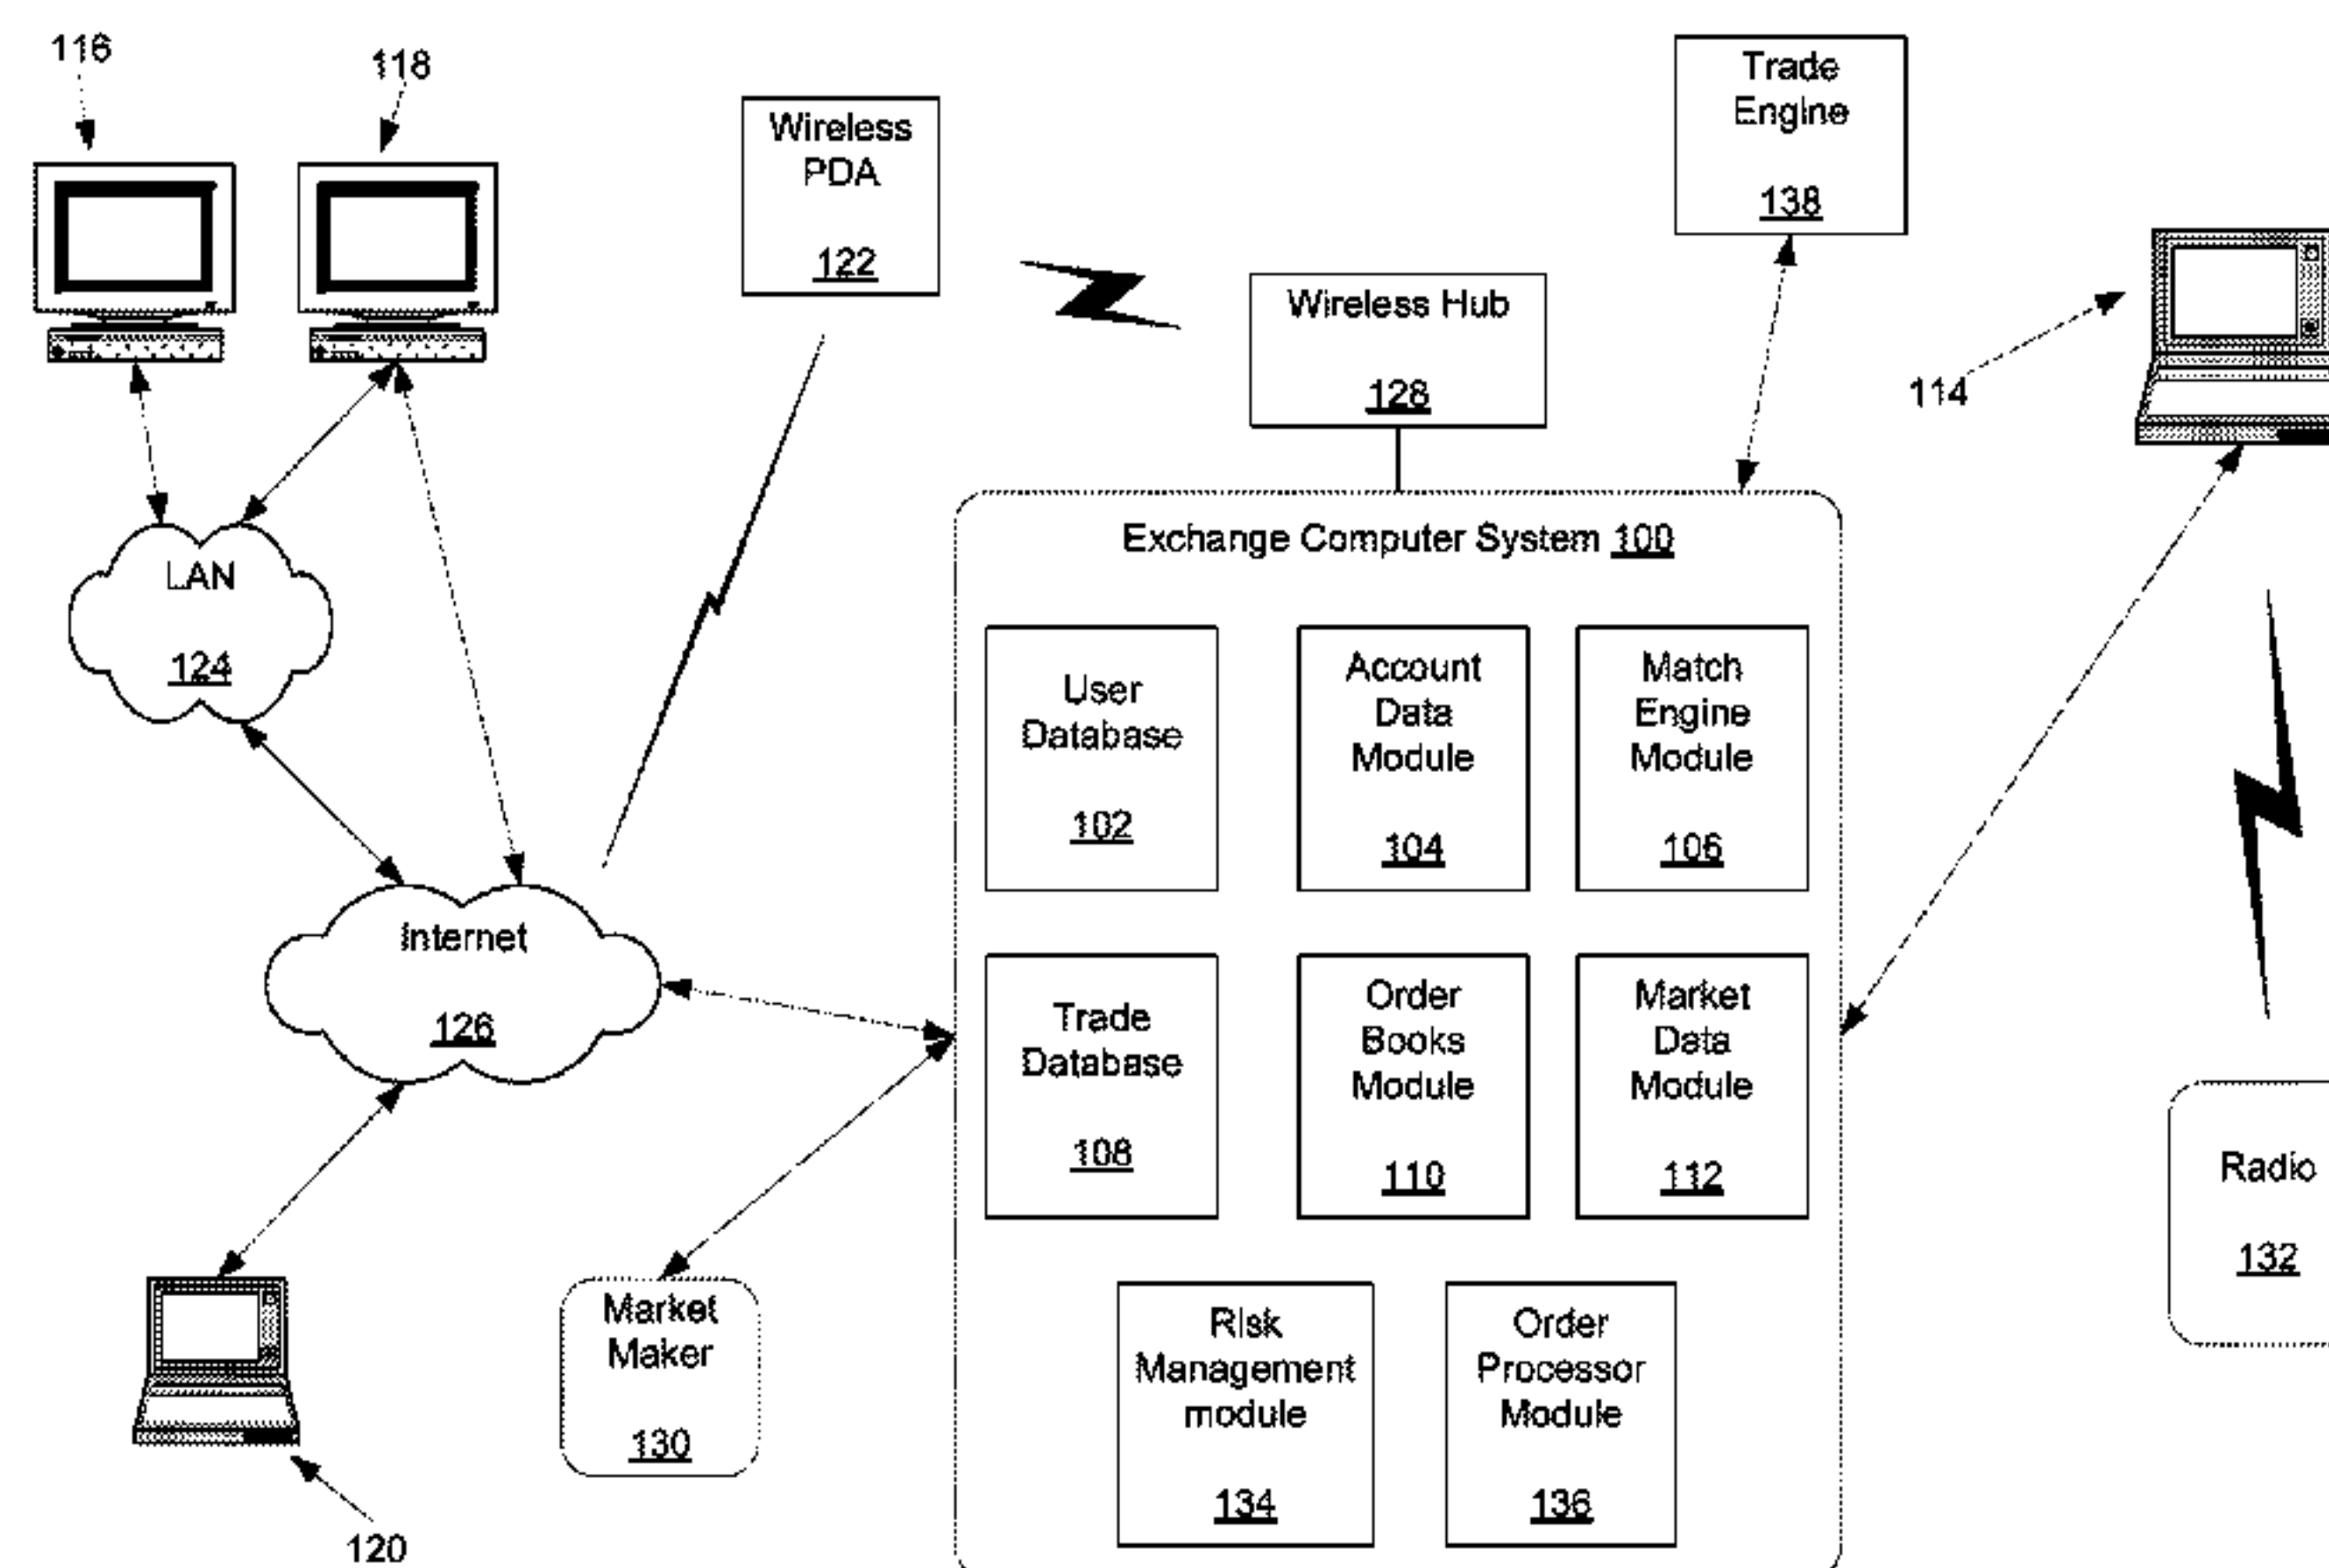 116
118
Wireless
PDA
122
Trade
Engine
138
Wireless Hub
128
114
LAN
124
Exchange Computer System 100
User
Database
102
Account
Data
Module
104
Match
Engine
Module
106
Internet
126
Trade
Database
108
Order
Books
Module
110
Market
Data
Module
112
Radio
132
Market
Maker
130
Risk
Management
module
134
Order
Processor
Module
136
120